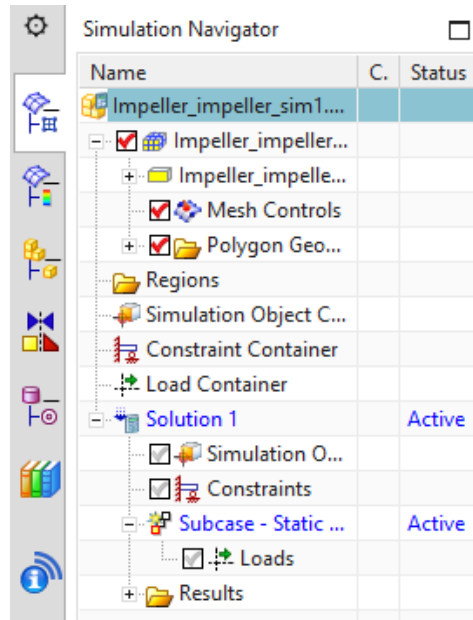 Simulation Navigator
Name C. Status
Impeller_impeller_sim1....
Impeller_impeller...
Impeller_impelle...
Mesh Controls
Polygon Geo...
Regions
Simulation Object C...
Constraint Container
Load Container
Solution 1 Active
Simulation O...
Constraints
Subcase - Static ... Active
Loads
Results